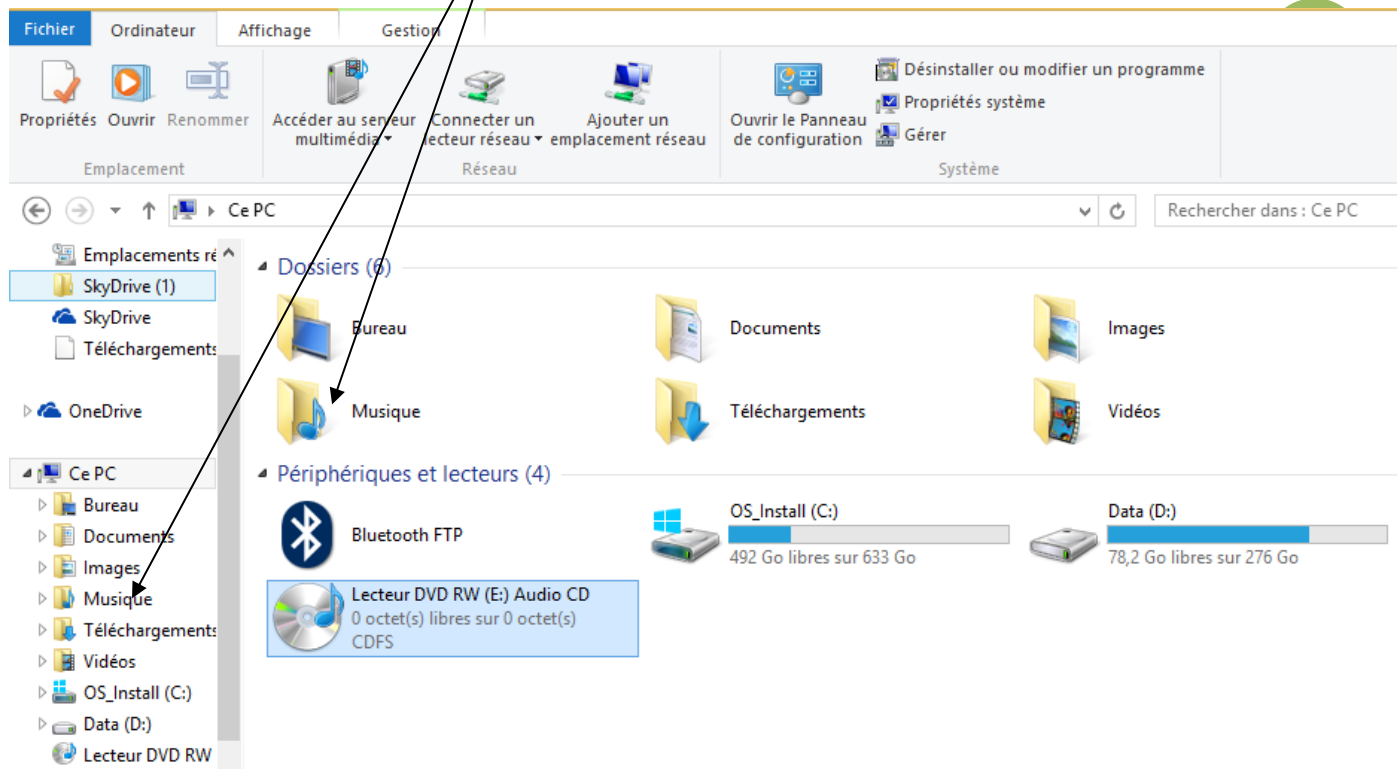 Fichier Ordinateur Affichage Gestion
Propriétés Ouvrir Renommer
Accéder au serveur multimédia
Connecter un lecteur réseau
Ajouter un emplacement réseau
Ouvrir le Panneau de configuration
Désinstaller ou modifier un programme
Propriétés système
Gérer
Emplacement Réseau Système
Ce PC
Rechercher dans : Ce PC
Emplacements ré
SkyDrive (1)
SkyDrive
Téléchargements
OneDrive
Ce PC
Bureau
Documents
Images
Musique
Téléchargements
Vidéos
OS_Install (C:)
Data (D:)
Lecteur DVD RW
Dossiers (6)
Bureau
Documents
Images
Musique
Téléchargements
Vidéos
Périphériques et lecteurs (4)
Bluetooth FTP
OS_Install (C:)
492 Go libres sur 633 Go
Data (D:)
78,2 Go libres sur 276 Go
Lecteur DVD RW (E:) Audio CD
0 octet(s) libres sur 0 octet(s)
CDFS